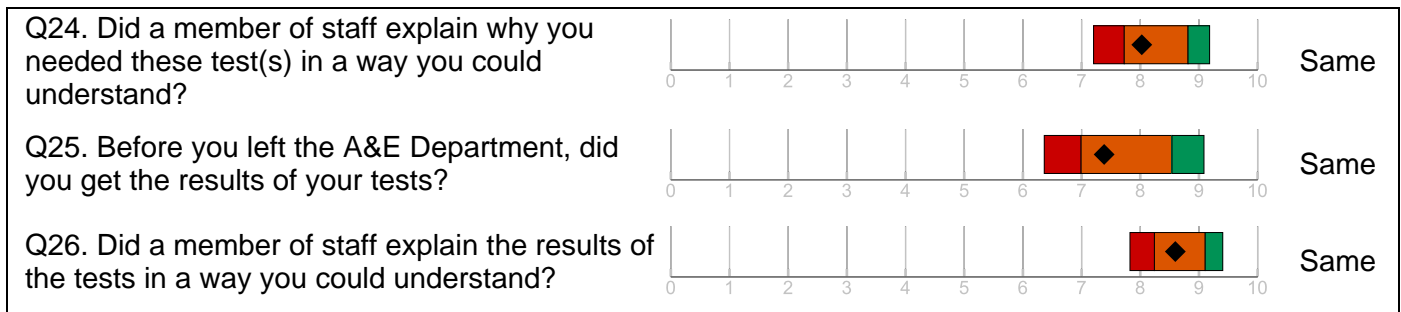 Q24. Did a member of staff explain why you
needed these test(s) in a way you could
understand?
0 1 2 3 4 5 6 7 8 9 10
Same
Q25. Before you left the A&E Department, did
you get the results of your tests?
0 1 2 3 4 5 6 7 8 9 10
Same
Q26. Did a member of staff explain the results of
the tests in a way you could understand?
0 1 2 3 4 5 6 7 8 9 10
Same